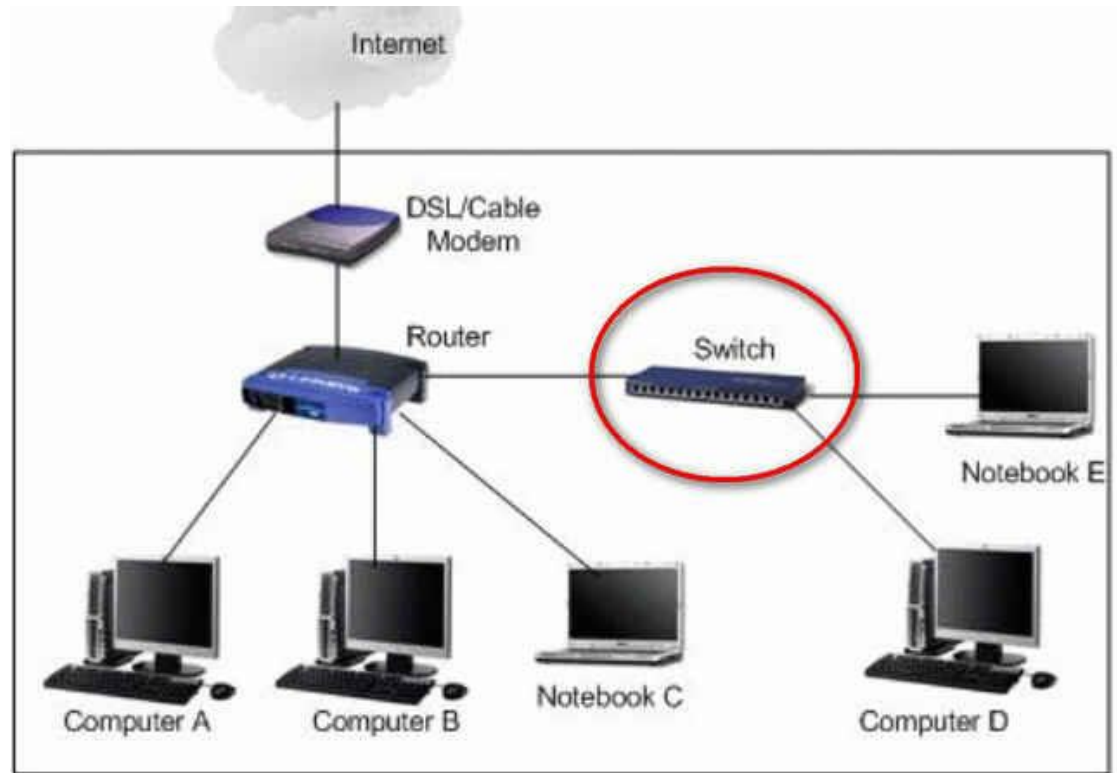 Internet
DSL/Cable
Modem
Router
Switch
Notebook E
Computer A
Computer B
Notebook C
Computer D